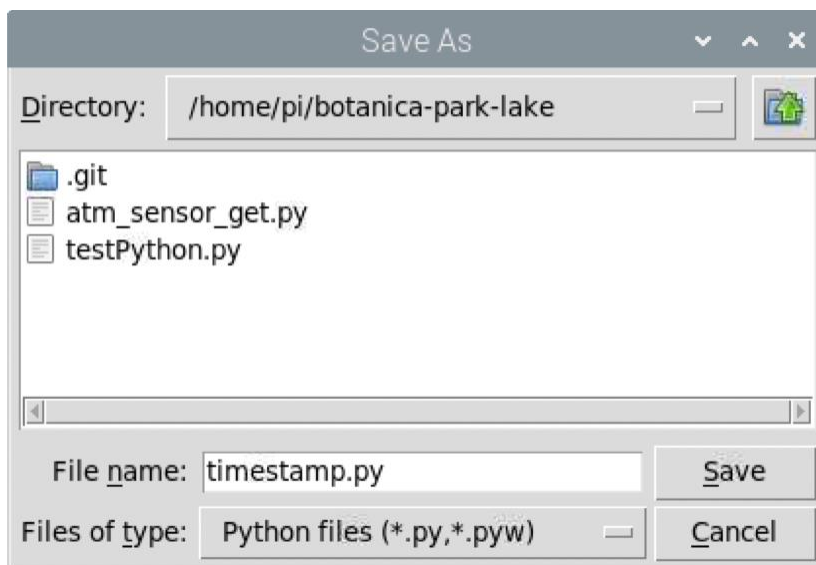 Save As
Directory: /home/pi/botanica-park-lake
.git
atm_sensor_get.py
testPython.py
File name: timestamp.py Save
Files of type: Python files (*.py,*.pyw) Cancel